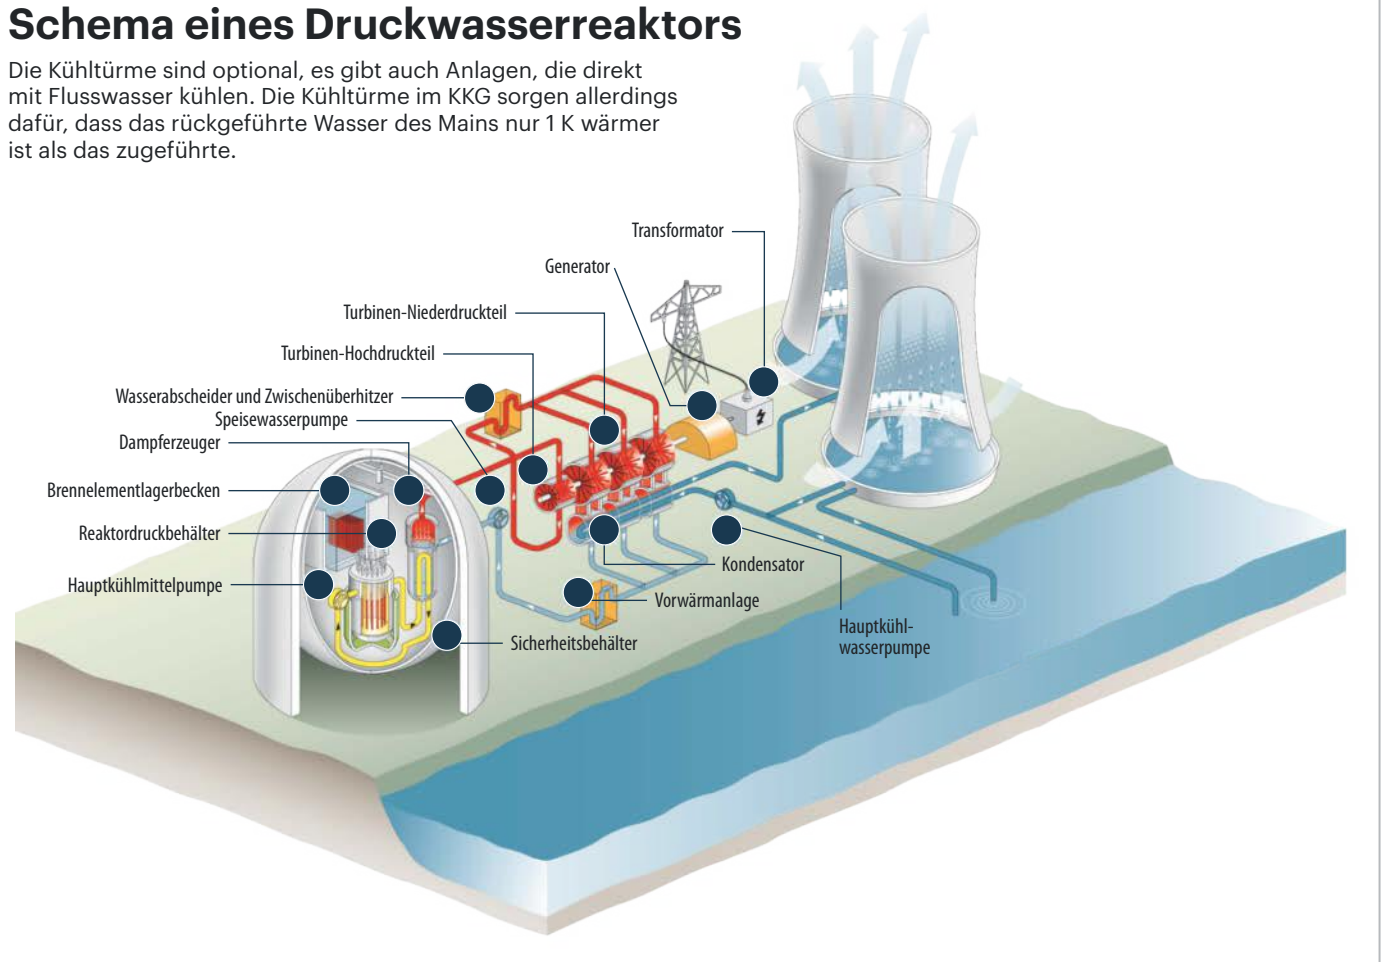 Schema eines Druckwasserreaktors
Die Kühltürme sind optional, es gibt auch Anlagen, die direkt
mit Flusswasser kühlen. Die Kühltürme im KKG sorgen allerdings
dafür, dass das rückgeführte Wasser des Mains nur 1 K wärmer
ist als das zugeführte.
Transformator
Generator
Turbinen-Niederdruckteil
Turbinen-Hochdruckteil
Wasserabscheider und Zwischenüberhitzer
Speisewasserpumpe
Dampferzeuger
Brennelementlagerbecken
Reaktordruckbehälter
Hauptkühlmittelpumpe
Kondensator
Vorwärmanlage
Hauptkühl-
wasserpumpe
Sicherheitsbehälter